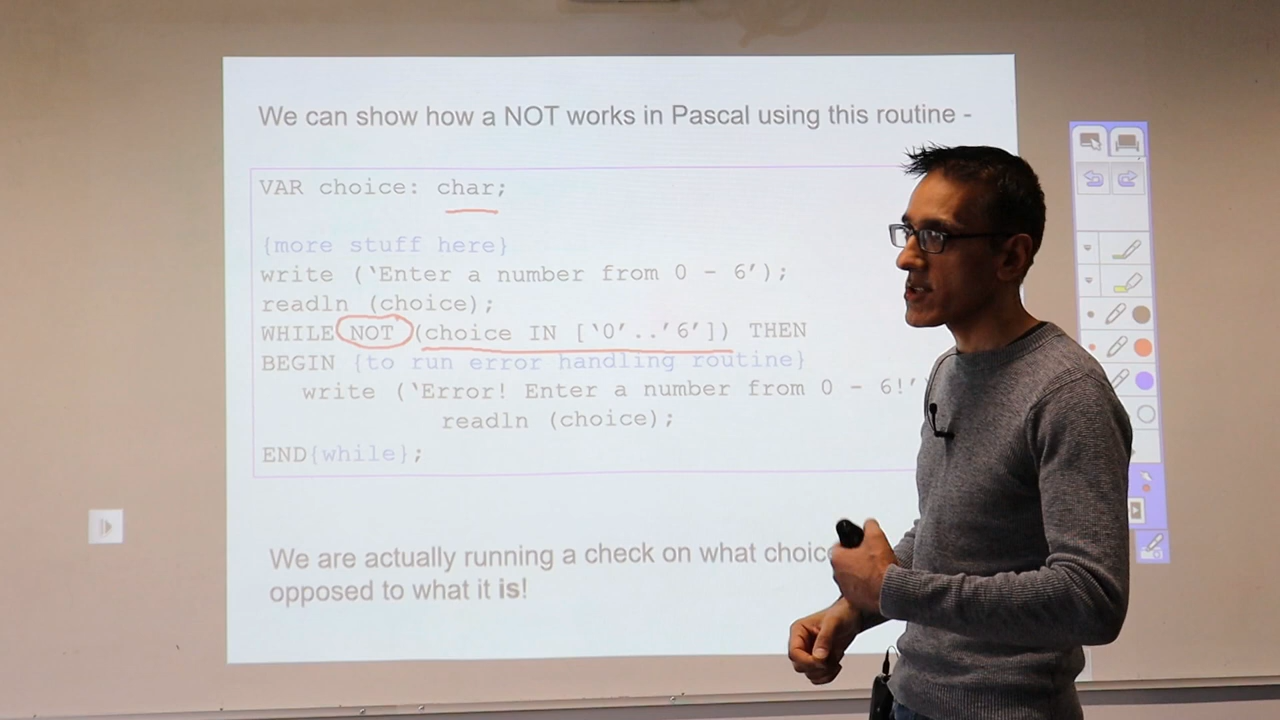 We can show how a NOT works in Pascal using this routine -
VAR choice: char;
{more stuff here}
write (‘Enter a number from 0 - 6’);
readln (choice);
WHILE NOT (choice IN [‘0’..’6’]) THEN
BEGIN {to run error handling routine}
write (‘Error! Enter a number from 0 - 6!’
readln (choice);
END{while};
We are actually running a check on what
opposed to what it is!